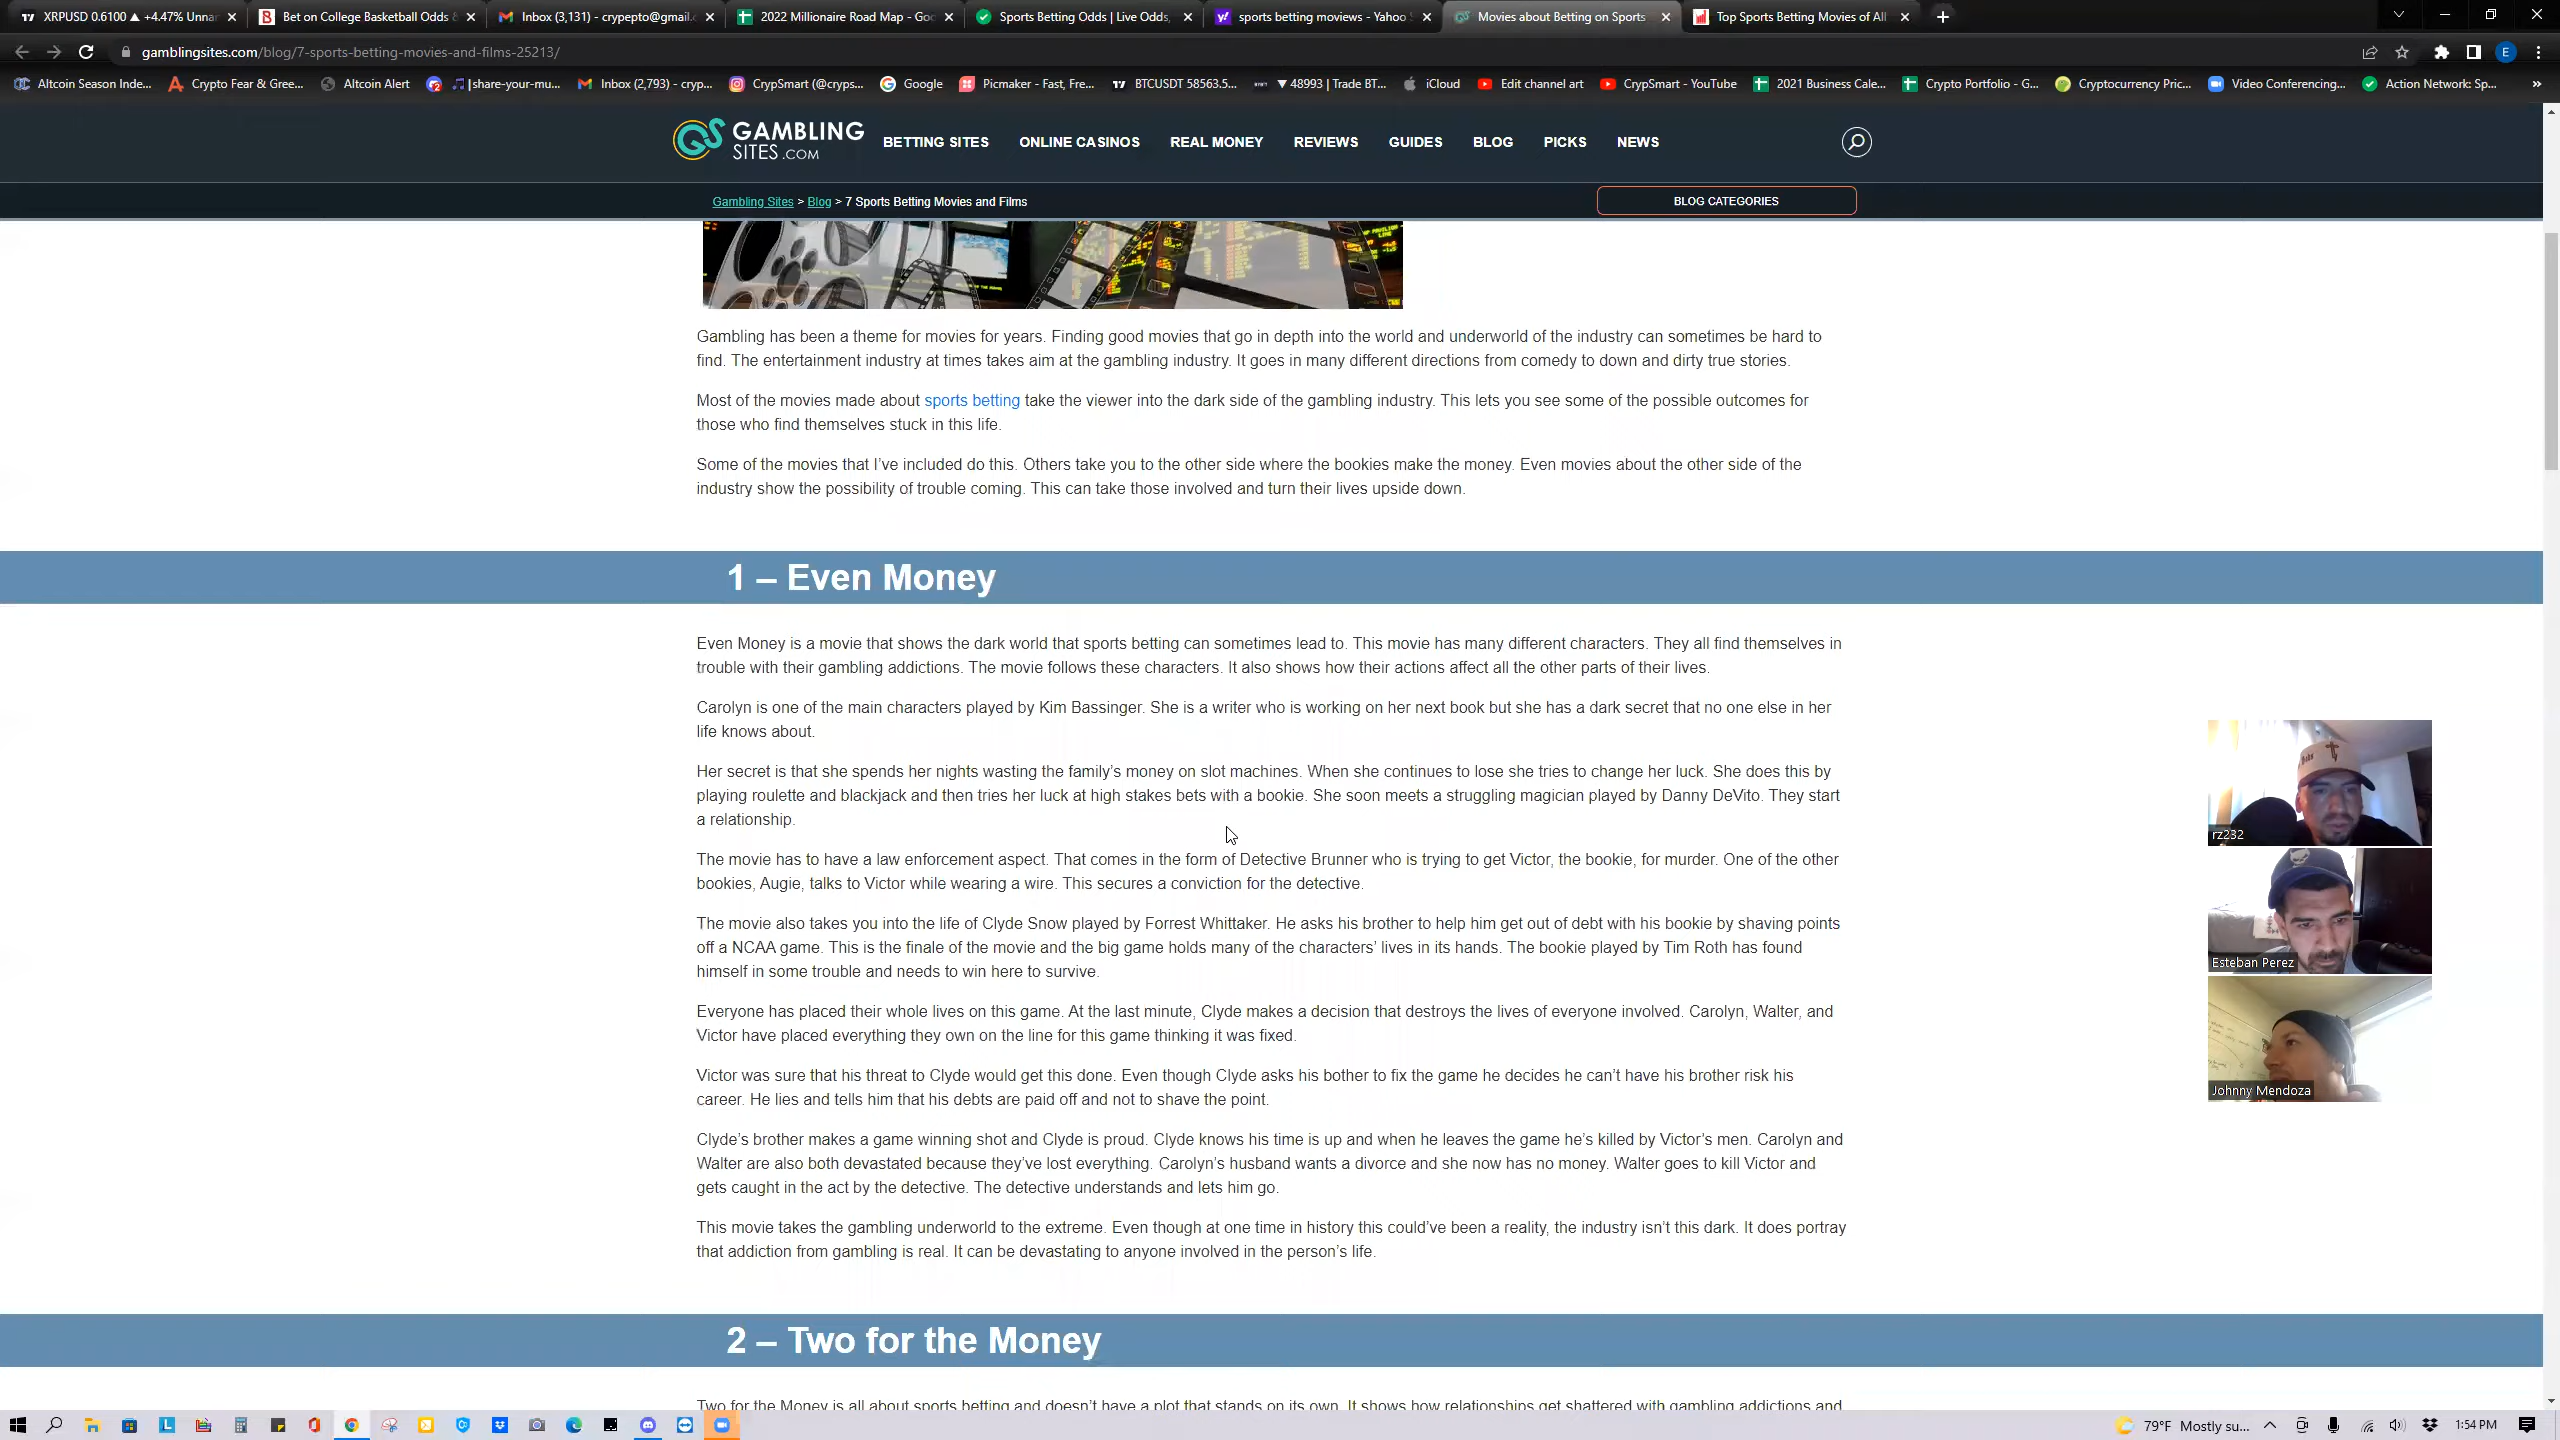 XRPUSD 0.6100 ▲ +4.47% Unnar
Bet on College Basketball Odds &
Inbox (3,131) - crypepto@gmail.c
2022 Millionaire Road Map - Goo
Sports Betting Odds | Live Odds,
sports betting moviews - Yahoo S
Movies about Betting on Sports
Top Sports Betting Movies of All
gamblingsites.com/blog/7-sports-betting-movies-and-films-25213/
E
Altcoin Season Inde...
Crypto Fear & Gree...
Altcoin Alert
🎵|share-your-mu...
Inbox (2,793) - cryp...
CrypSmart (@cryps...
Google
Picmaker - Fast, Fre...
BTCUSDT 58563.5...
▼ 48993 | Trade BT...
iCloud
Edit channel art
CrypSmart - YouTube
2021 Business Cale...
Crypto Portfolio - G...
Cryptocurrency Pric...
Video Conferencing...
Action Network: Sp...
GAMBLING
SITES.COM
BETTING SITES ONLINE CASINOS REAL MONEY REVIEWS GUIDES BLOG PICKS NEWS
Gambling Sites > Blog > 7 Sports Betting Movies and Films
BLOG CATEGORIES
Gambling has been a theme for movies for years. Finding good movies that go in depth into the world and underworld of the industry can sometimes be hard to
find. The entertainment industry at times takes aim at the gambling industry. It goes in many different directions from comedy to down and dirty true stories.
Most of the movies made about sports betting take the viewer into the dark side of the gambling industry. This lets you see some of the possible outcomes for
those who find themselves stuck in this life.
Some of the movies that I've included do this. Others take you to the other side where the bookies make the money. Even movies about the other side of the
industry show the possibility of trouble coming. This can take those involved and turn their lives upside down.
1 – Even Money
Even Money is a movie that shows the dark world that sports betting can sometimes lead to. This movie has many different characters. They all find themselves in
trouble with their gambling addictions. The movie follows these characters. It also shows how their actions affect all the other parts of their lives.
Carolyn is one of the main characters played by Kim Bassinger. She is a writer who is working on her next book but she has a dark secret that no one else in her
life knows about.
Her secret is that she spends her nights wasting the family's money on slot machines. When she continues to lose she tries to change her luck. She does this by
playing roulette and blackjack and then tries her luck at high stakes bets with a bookie. She soon meets a struggling magician played by Danny DeVito. They start
a relationship.
The movie has to have a law enforcement aspect. That comes in the form of Detective Brunner who is trying to get Victor, the bookie, for murder. One of the other
bookies, Augie, talks to Victor while wearing a wire. This secures a conviction for the detective.
The movie also takes you into the life of Clyde Snow played by Forrest Whittaker. He asks his brother to help him get out of debt with his bookie by shaving points
off a NCAA game. This is the finale of the movie and the big game holds many of the characters' lives in its hands. The bookie played by Tim Roth has found
himself in some trouble and needs to win here to survive.
Everyone has placed their whole lives on this game. At the last minute, Clyde makes a decision that destroys the lives of everyone involved. Carolyn, Walter, and
Victor have placed everything they own on the line for this game thinking it was fixed.
Victor was sure that his threat to Clyde would get this done. Even though Clyde asks his bother to fix the game he decides he can't have his brother risk his
career. He lies and tells him that his debts are paid off and not to shave the point.
Clyde's brother makes a game winning shot and Clyde is proud. Clyde knows his time is up and when he leaves the game he's killed by Victor's men. Carolyn and
Walter are also both devastated because they've lost everything. Carolyn's husband wants a divorce and she now has no money. Walter goes to kill Victor and
gets caught in the act by the detective. The detective understands and lets him go.
This movie takes the gambling underworld to the extreme. Even though at one time in history this could've been a reality, the industry isn't this dark. It does portray
that addiction from gambling is real. It can be devastating to anyone involved in the person's life.
2 – Two for the Money
Two for the Money is all about sports betting and doesn't have a plot that stands on its own. It shows how relationships get shattered with gambling addictions and
rz232
Esteban Perez
Johnny Mendoza
79°F Mostly su...
1:54 PM